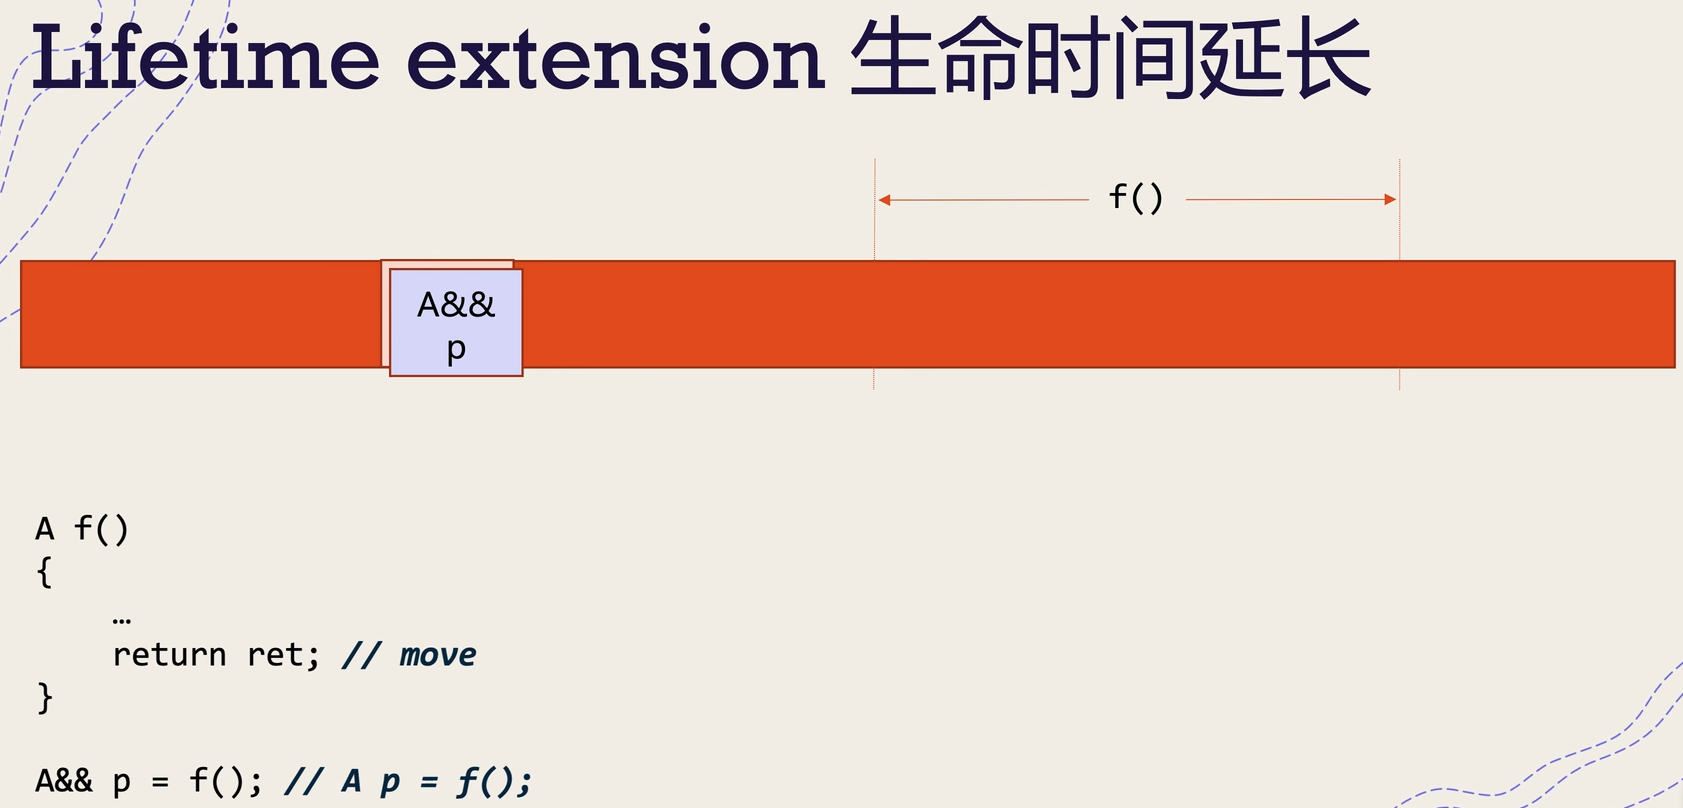 Lifetime extension 生命时间延长
f()
A&&
p
A f()
{
…
return ret; // move
}
A&& p = f(); // A p = f();